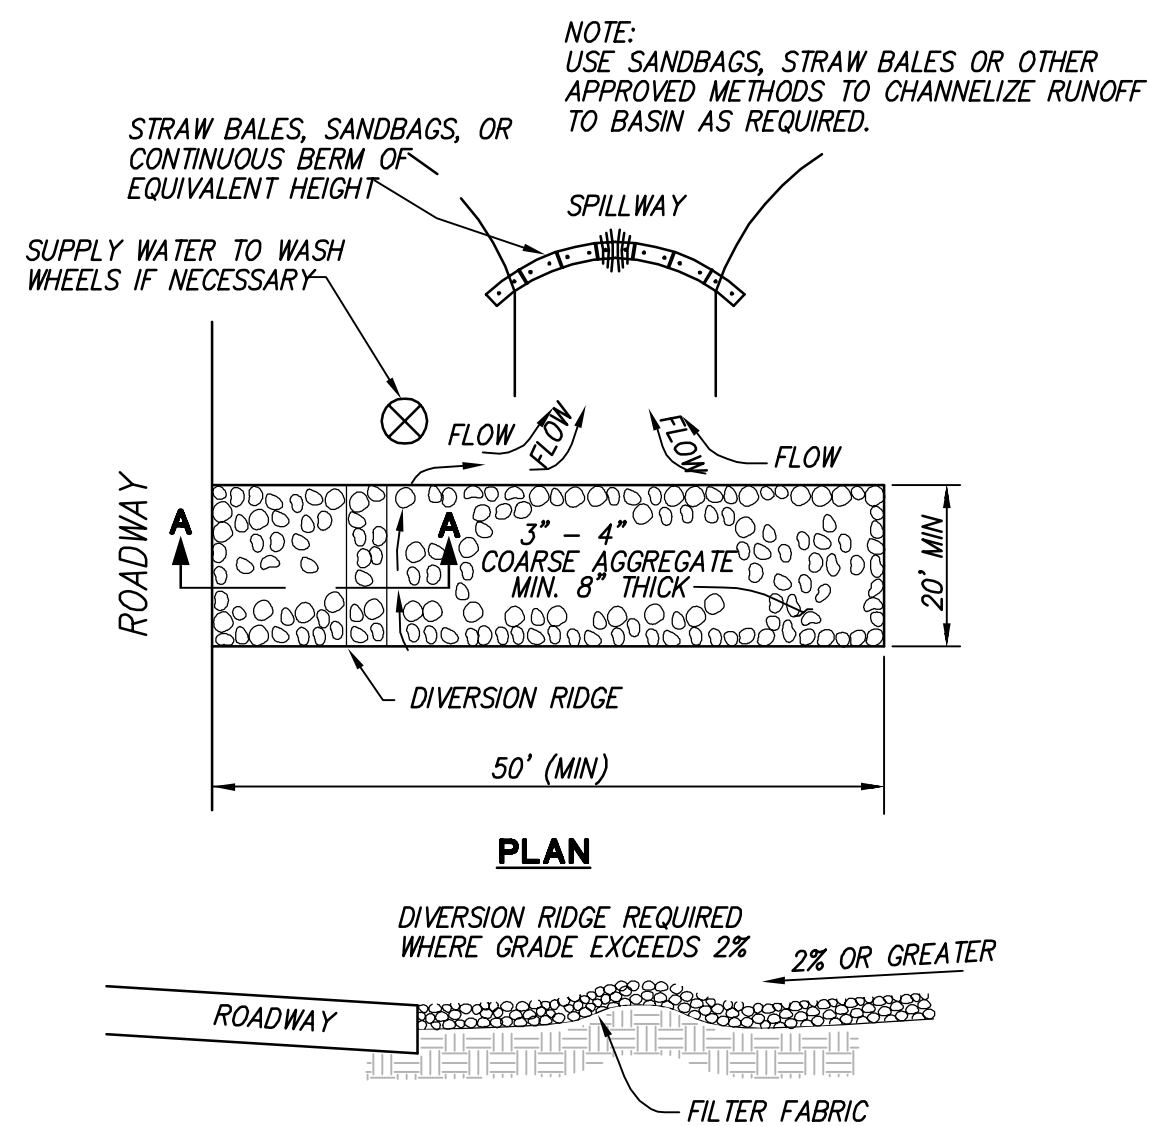 NOTE:
USE SANDBAGS, STRAW BALES OR OTHER
APPROVED METHODS TO CHANNELIZE RUNOFF
TO BASIN AS REQUIRED.
STRAW BALES, SANDBAGS, OR
CONTINUOUS BERM OF
EQUIVALENT HEIGHT
SPILLWAY
SUPPLY WATER TO WASH
WHEELS IF NECESSARY
FLOW
FLOW
FLOW
FLOW
ROADWAY
A
A
3" - 4"
COARSE AGGREGATE
MIN. 8" THICK
20' MIN
DIVERSION RIDGE
50' (MIN)
PLAN
DIVERSION RIDGE REQUIRED
WHERE GRADE EXCEEDS 2%
2% OR GREATER
ROADWAY
FILTER FABRIC